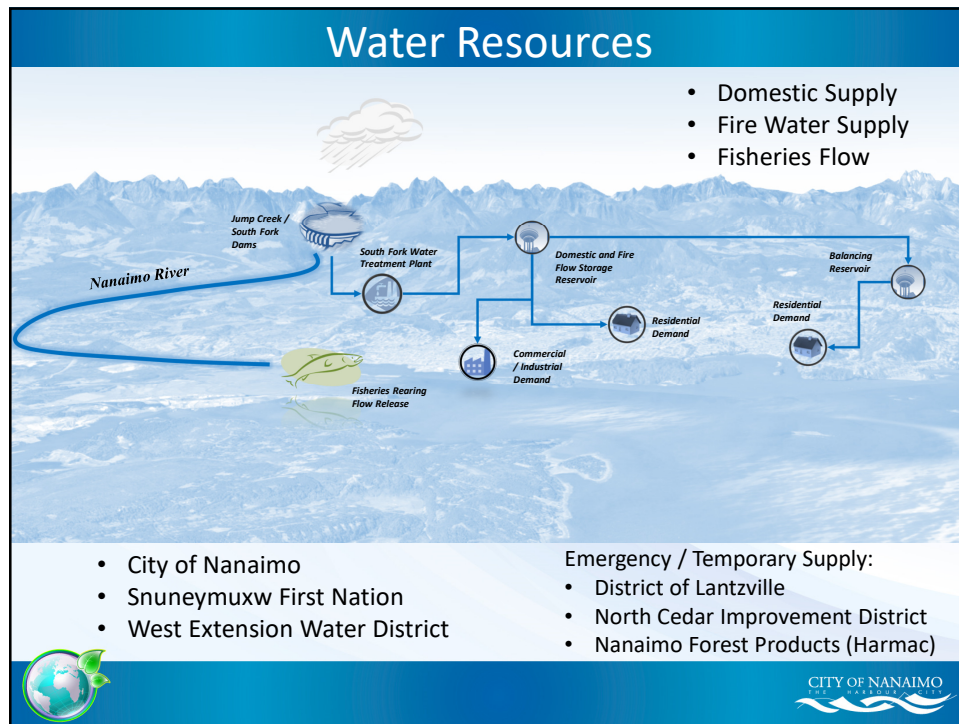 Water Resources
• Domestic Supply
• Fire Water Supply
• Fisheries Flow
Jump Creek /
South Fork
Dams
South Fork Water
Treatment Plant
Domestic and Fire
Flow Storage
Reservoir
Balancing
Reservoir
Nanaimo River
Residential
Demand
Residential
Demand
Commercial
/ Industrial
Demand
Fisheries Rearing
Flow Release
• City of Nanaimo
• Snuneymuxw First Nation
• West Extension Water District
Emergency / Temporary Supply:
• District of Lantzville
• North Cedar Improvement District
• Nanaimo Forest Products (Harmac)
CITY OF NANAIMO
THE HARBOUR CITY